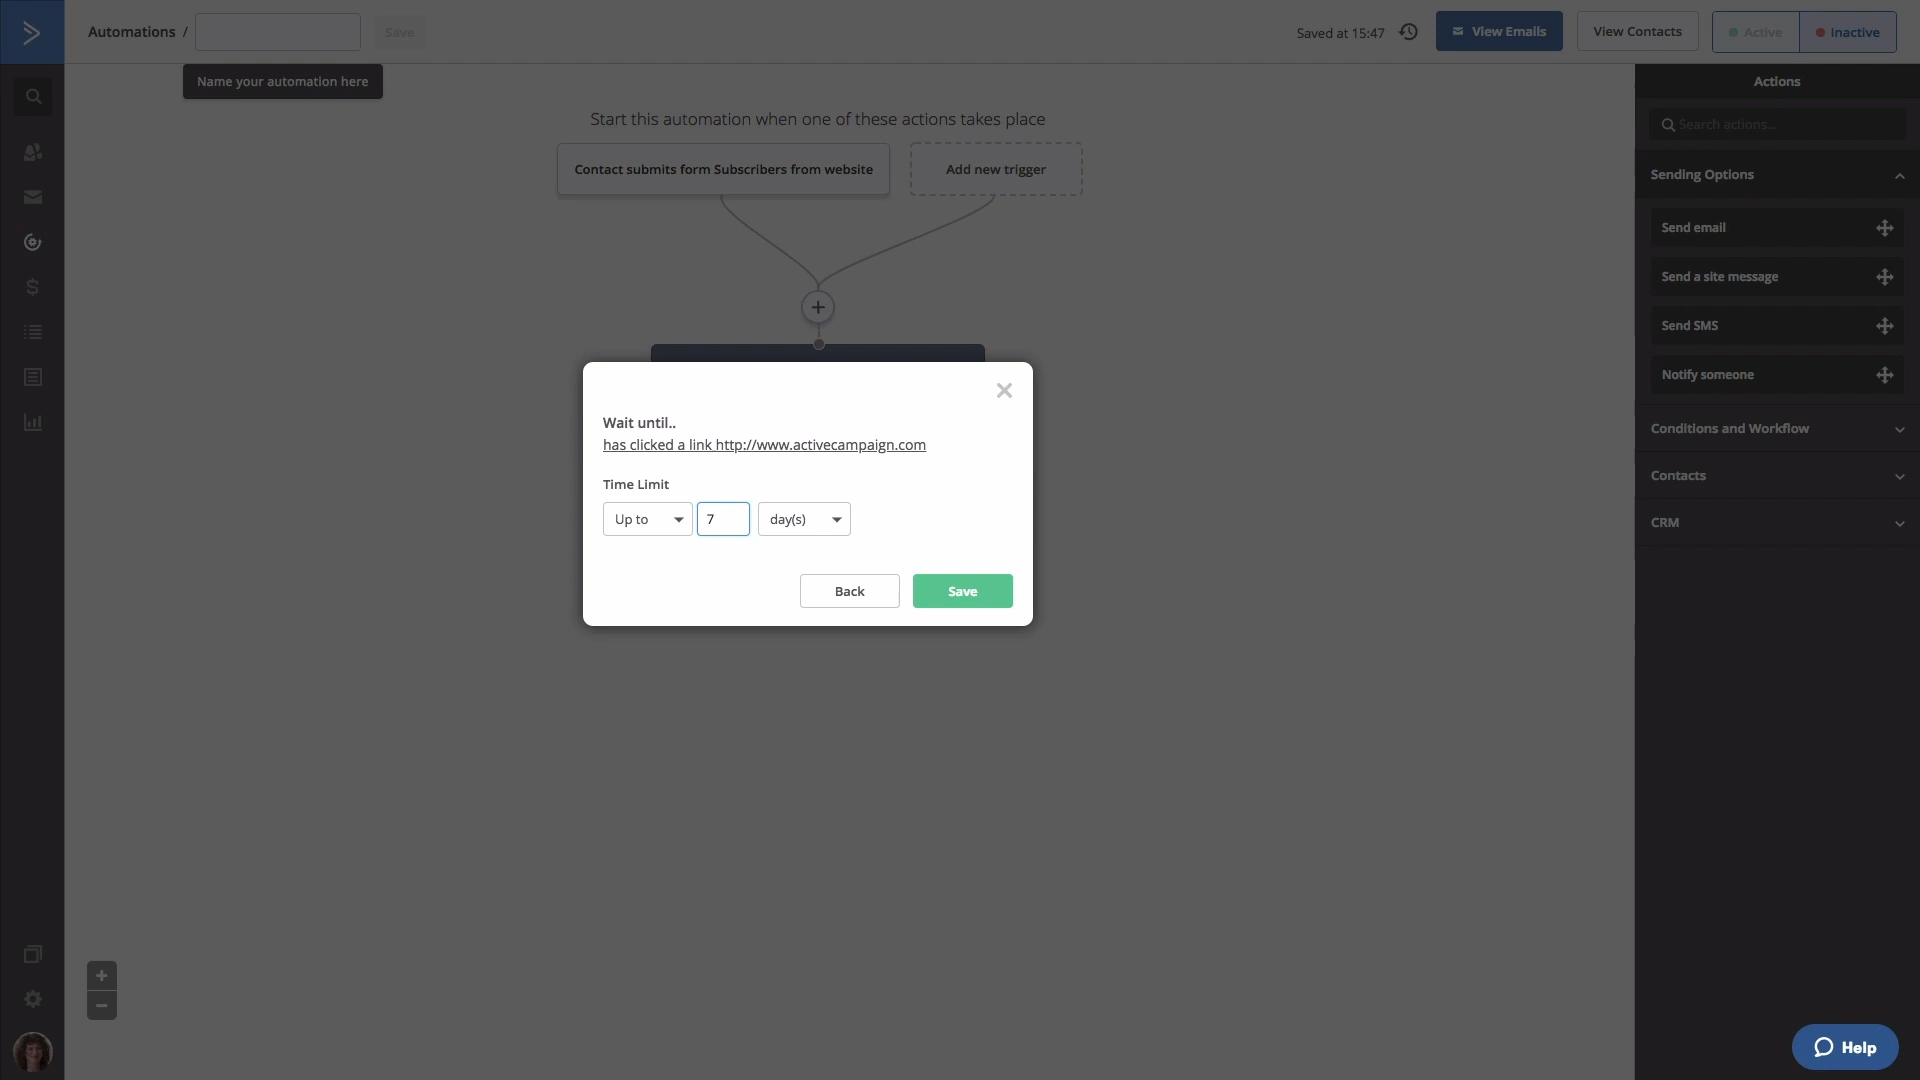 Automations /
Save
Saved at 15:47
View Emails
View Contacts
Active
Inactive
Name your automation here
Start this automation when one of these actions takes place
Contact submits form Subscribers from website
Add new trigger
Wait until..
has clicked a link http://www.activecampaign.com
Time Limit
Up to
7
day(s)
Back
Save
Actions
Search actions...
Sending Options
Send email
Send a site message
Send SMS
Notify someone
Conditions and Workflow
Contacts
CRM
Help